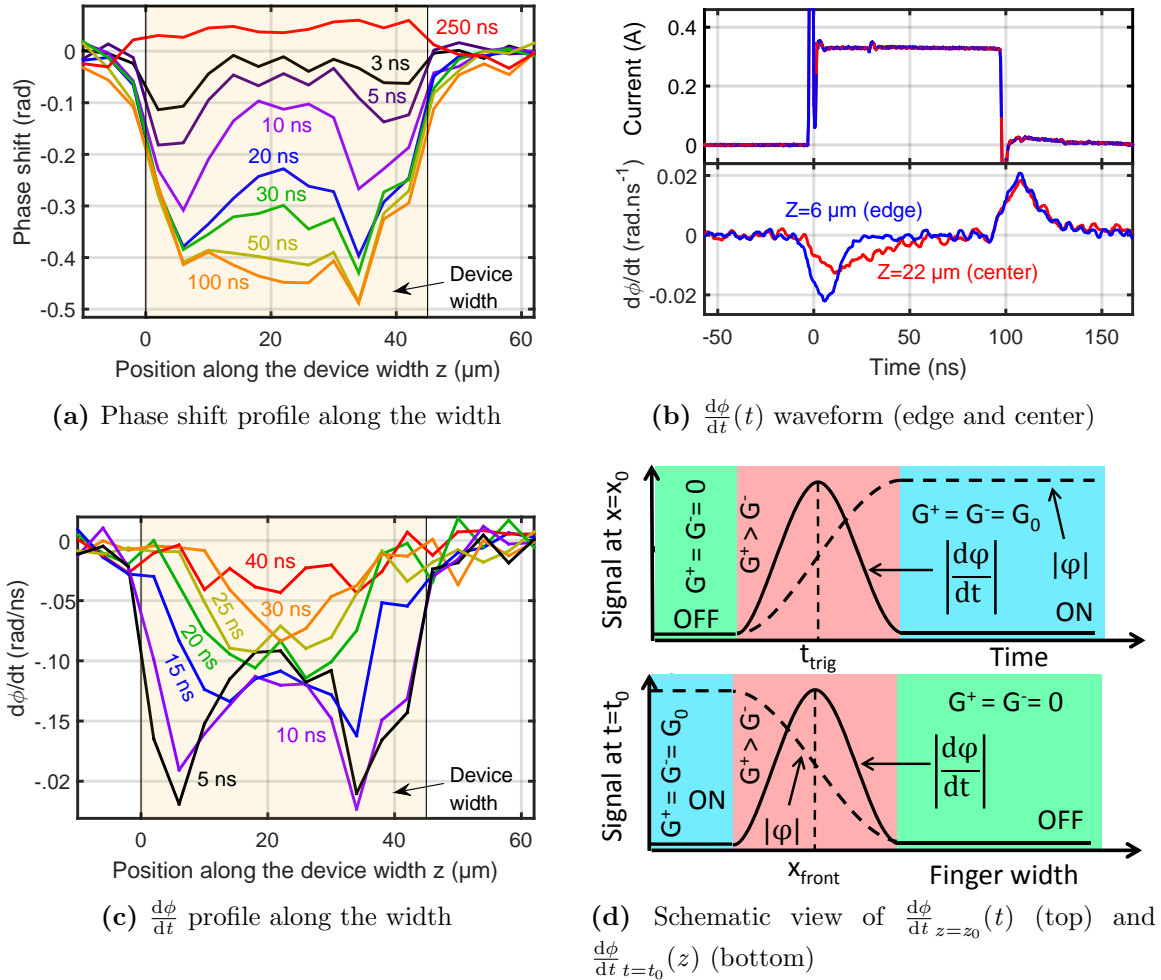 250 ns
0
3 ns
5 ns
-0.1
10 ns
-0.2
20 ns
-0.3
30 ns
50 ns
-0.4
100 ns
Device
width
-0.5
Phase shift (rad)
0 20 40 60
Position along the device width z (µm)
(a) Phase shift profile along the width
0.4
0.2
0
Current (A)
0.02
Z=6 µm (edge)
0
Z=22 µm (center)
-0.02
dϕ/dt (rad.ns⁻¹)
-50 0 50 100 150
Time (ns)
(b) dϕ/dt(t) waveform (edge and center)
0
40 ns
-.05
25 ns
30 ns
20 ns
-.10
15 ns
-.15
10 ns
5 ns
Device
width
-.02
dϕ/dt (rad/ns)
0 20 40 60
Position along the device width z (µm)
(c) dϕ/dt profile along the width
Signal at x=x₀
G⁺ = G⁻= 0
G⁺ > G⁻
G⁺ = G⁻= G₀
|dφ/dt|
|φ|
OFF
ON
t_trig
Time
Signal at t=t₀
G⁺ = G⁻= G₀
G⁺ > G⁻
G⁺ = G⁻= 0
ON
|dφ/dt|
|φ|
OFF
x_front
Finger width
(d) Schematic view of dϕ/dt z=z₀(t) (top) and
dϕ/dt t=t₀(z) (bottom)